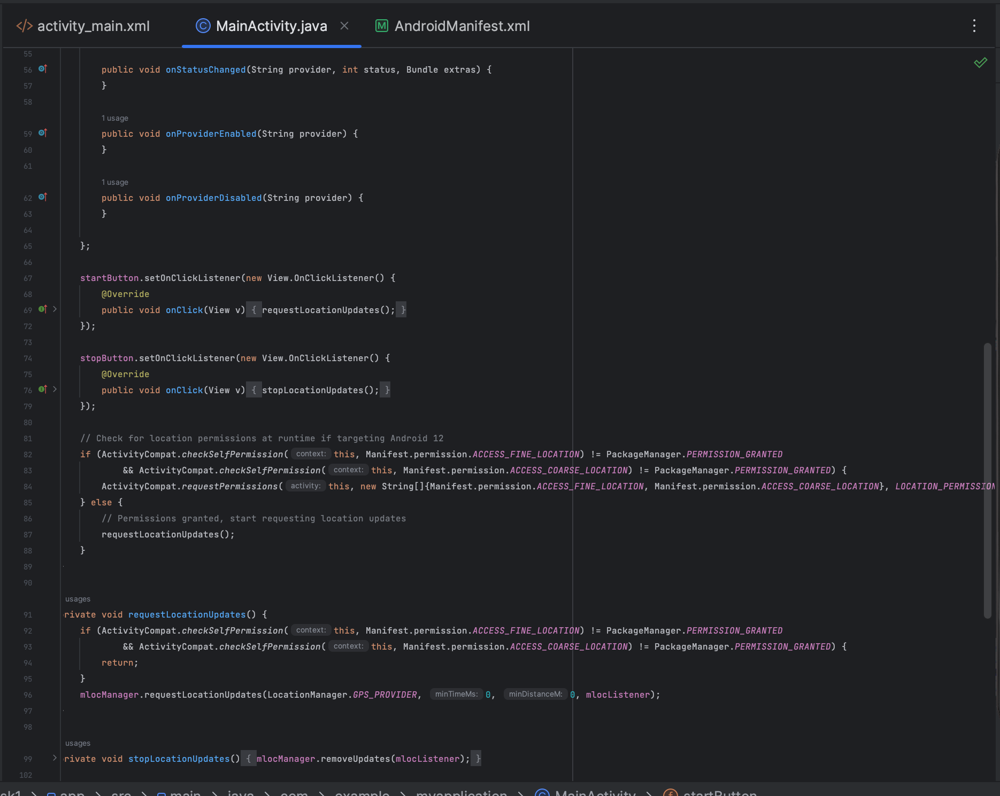 activity_main.xml MainActivity.java AndroidManifest.xml
55
56 public void onStatusChanged(String provider, int status, Bundle extras) {
57 }
58
1 usage
59 public void onProviderEnabled(String provider) {
60 }
61
1 usage
62 public void onProviderDisabled(String provider) {
63 }
64
65 };
66
67 startButton.setOnClickListener(new View.OnClickListener() {
68 @Override
69 public void onClick(View v) { requestLocationUpdates(); }
72 });
73
74 stopButton.setOnClickListener(new View.OnClickListener() {
75 @Override
76 public void onClick(View v) { stopLocationUpdates(); }
79 });
80
81 // Check for location permissions at runtime if targeting Android 12
82 if (ActivityCompat.checkSelfPermission( context: this, Manifest.permission.ACCESS_FINE_LOCATION) != PackageManager.PERMISSION_GRANTED
83 && ActivityCompat.checkSelfPermission( context: this, Manifest.permission.ACCESS_COARSE_LOCATION) != PackageManager.PERMISSION_GRANTED) {
84 ActivityCompat.requestPermissions( activity: this, new String[]{Manifest.permission.ACCESS_FINE_LOCATION, Manifest.permission.ACCESS_COARSE_LOCATION}, LOCATION_PERMISSION
85 } else {
86 // Permissions granted, start requesting location updates
87 requestLocationUpdates();
88 }
89
90
usages
91 rivate void requestLocationUpdates() {
92 if (ActivityCompat.checkSelfPermission( context: this, Manifest.permission.ACCESS_FINE_LOCATION) != PackageManager.PERMISSION_GRANTED
93 && ActivityCompat.checkSelfPermission( context: this, Manifest.permission.ACCESS_COARSE_LOCATION) != PackageManager.PERMISSION_GRANTED) {
94 return;
95 }
96 mlocManager.requestLocationUpdates(LocationManager.GPS_PROVIDER, minTimeMs: 0, minDistanceM: 0, mlocListener);
97
98
usages
99 rivate void stopLocationUpdates() { mlocManager.removeUpdates(mlocListener); }
102
sk1 > app > src > main > java > com > example > myapplication > MainActivity > startButton